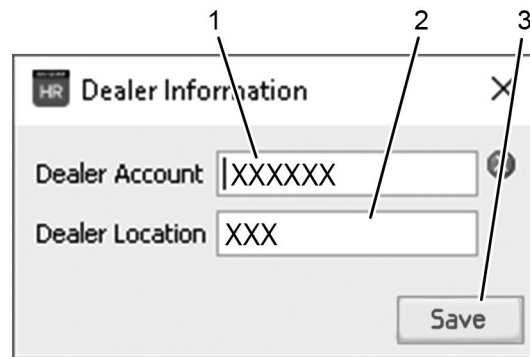 1
2
3
HR Dealer Information
Dealer Account XXXXXX
Dealer Location XXX
Save